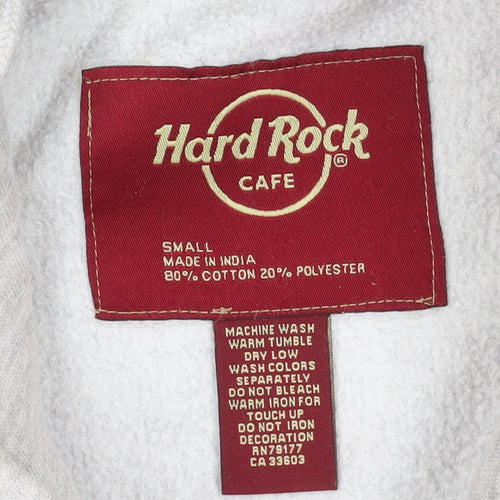 Hard Rock
CAFE
®
SMALL
MADE IN INDIA
80% COTTON 20% POLYESTER
MACHINE WASH
WARM TUMBLE
DRY LOW
WASH COLORS
SEPARATELY
DO NOT BLEACH
WARM IRON FOR
TOUCH UP
DO NOT IRON
DECORATION
RN79177
CA 33603